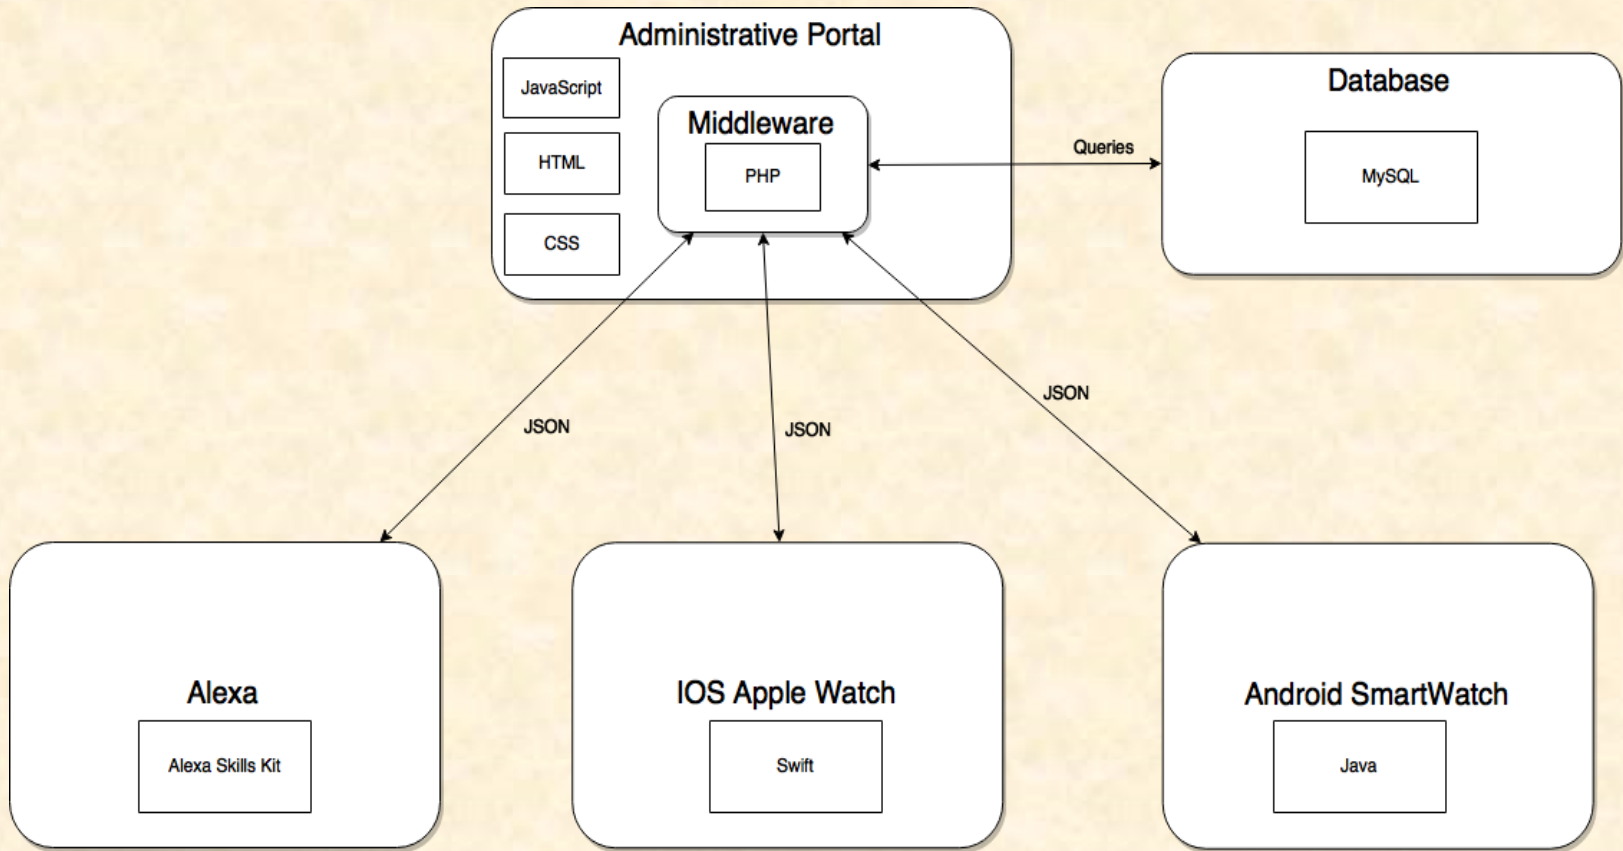 Administrative Portal
JavaScript
HTML
CSS
Middleware
PHP
Queries
Database
MySQL
JSON
JSON
JSON
Alexa
Alexa Skills Kit
IOS Apple Watch
Swift
Android SmartWatch
Java